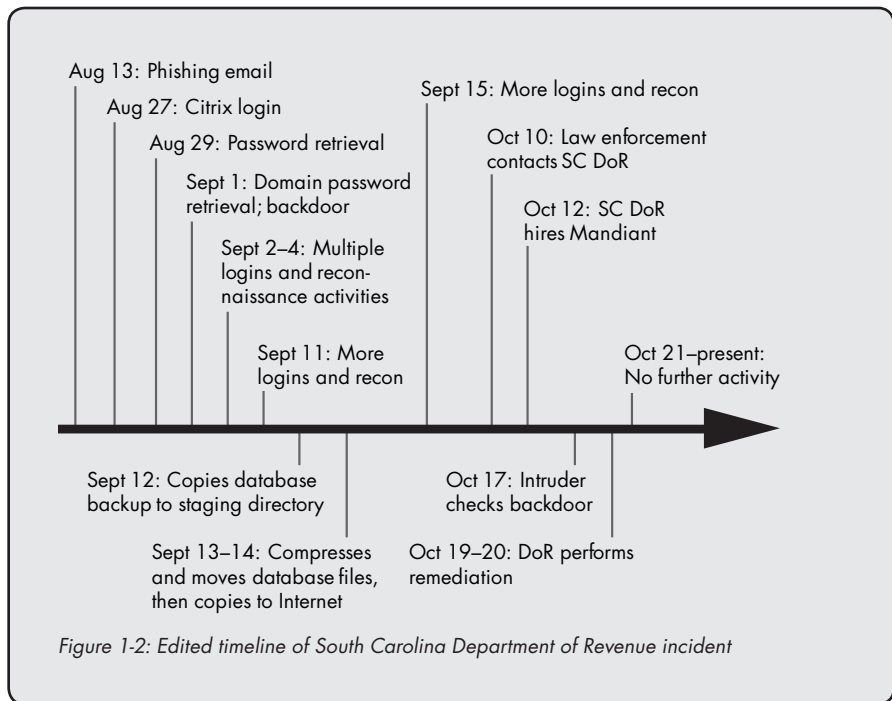 Aug 13: Phishing email
Aug 27: Citrix login
Aug 29: Password retrieval
Sept 1: Domain password
retrieval; backdoor
Sept 2–4: Multiple
logins and recon-
naissance activities
Sept 11: More
logins and recon
Sept 15: More logins and recon
Oct 10: Law enforcement
contacts SC DoR
Oct 12: SC DoR
hires Mandiant
Oct 21–present:
No further activity
Sept 12: Copies database
backup to staging directory
Sept 13–14: Compresses
and moves database files,
then copies to Internet
Oct 17: Intruder
checks backdoor
Oct 19–20: DoR performs
remediation
Figure 1-2: Edited timeline of South Carolina Department of Revenue incident